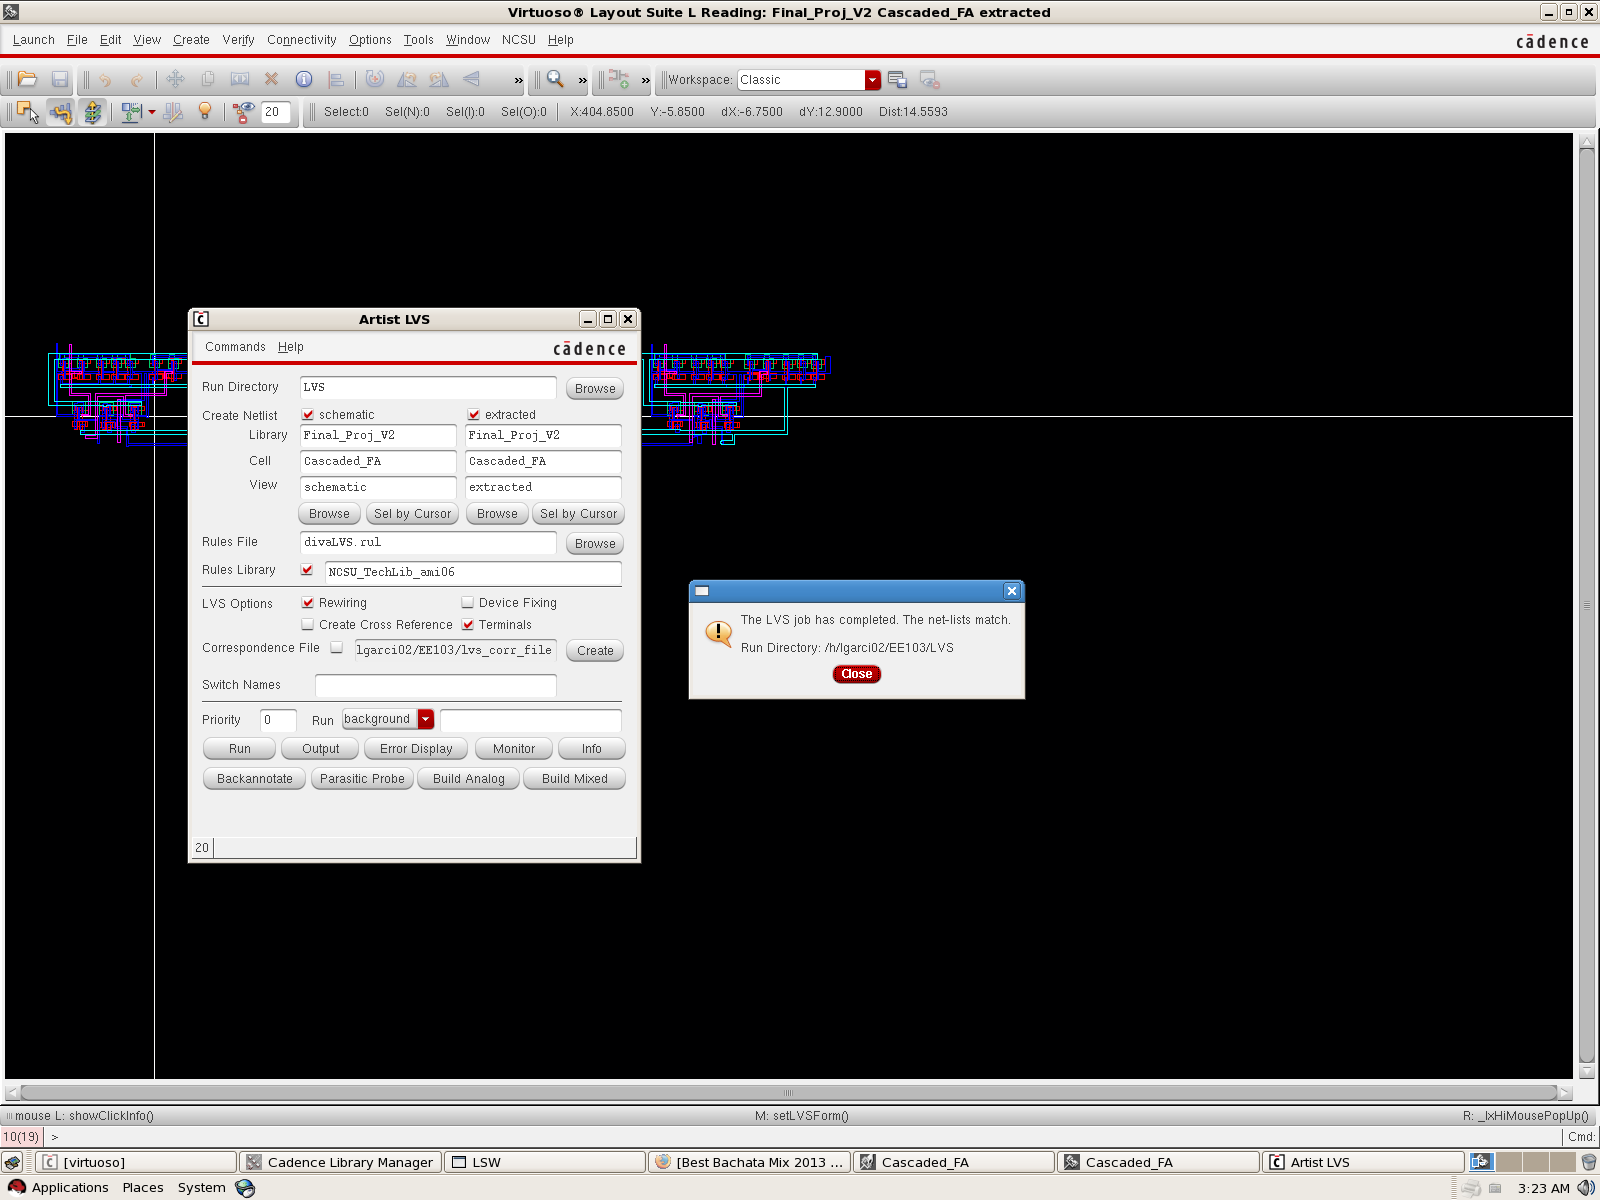 Virtuoso® Layout Suite L Reading: Final_Proj_V2 Cascaded_FA extracted
Launch File Edit View Create Verify Connectivity Options Tools Window NCSU Help
cādence
» » » Workspace: Classic
20 Select:0 Sel(N):0 Sel(I):0 Sel(O):0 X:404.8500 Y:-5.8500 dX:-6.7500 dY:12.9000 Dist:14.5593
Artist LVS
Commands Help
cādence
Run Directory LVS Browse
Create Netlist schematic extracted
Library Final_Proj_V2 Final_Proj_V2
Cell Cascaded_FA Cascaded_FA
View schematic extracted
Browse Sel by Cursor Browse Sel by Cursor
Rules File divaLVS.rul Browse
Rules Library NCSU_TechLib_ami06
LVS Options Rewiring Device Fixing
Create Cross Reference Terminals
Correspondence File lgarci02/EE103/lvs_corr_file Create
Switch Names
Priority 0 Run background
Run Output Error Display Monitor Info
Backannotate Parasitic Probe Build Analog Build Mixed
20
The LVS job has completed. The net-lists match.
Run Directory: /h/lgarci02/EE103/LVS
Close
mouse L: showClickInfo() M: setLVSForm() R: _lxHiMousePopUp()
10(19) > Cmd:
[virtuoso] Cadence Library Manager LSW [Best Bachata Mix 2013 ... Cascaded_FA Cascaded_FA Artist LVS
Applications Places System 3:23 AM